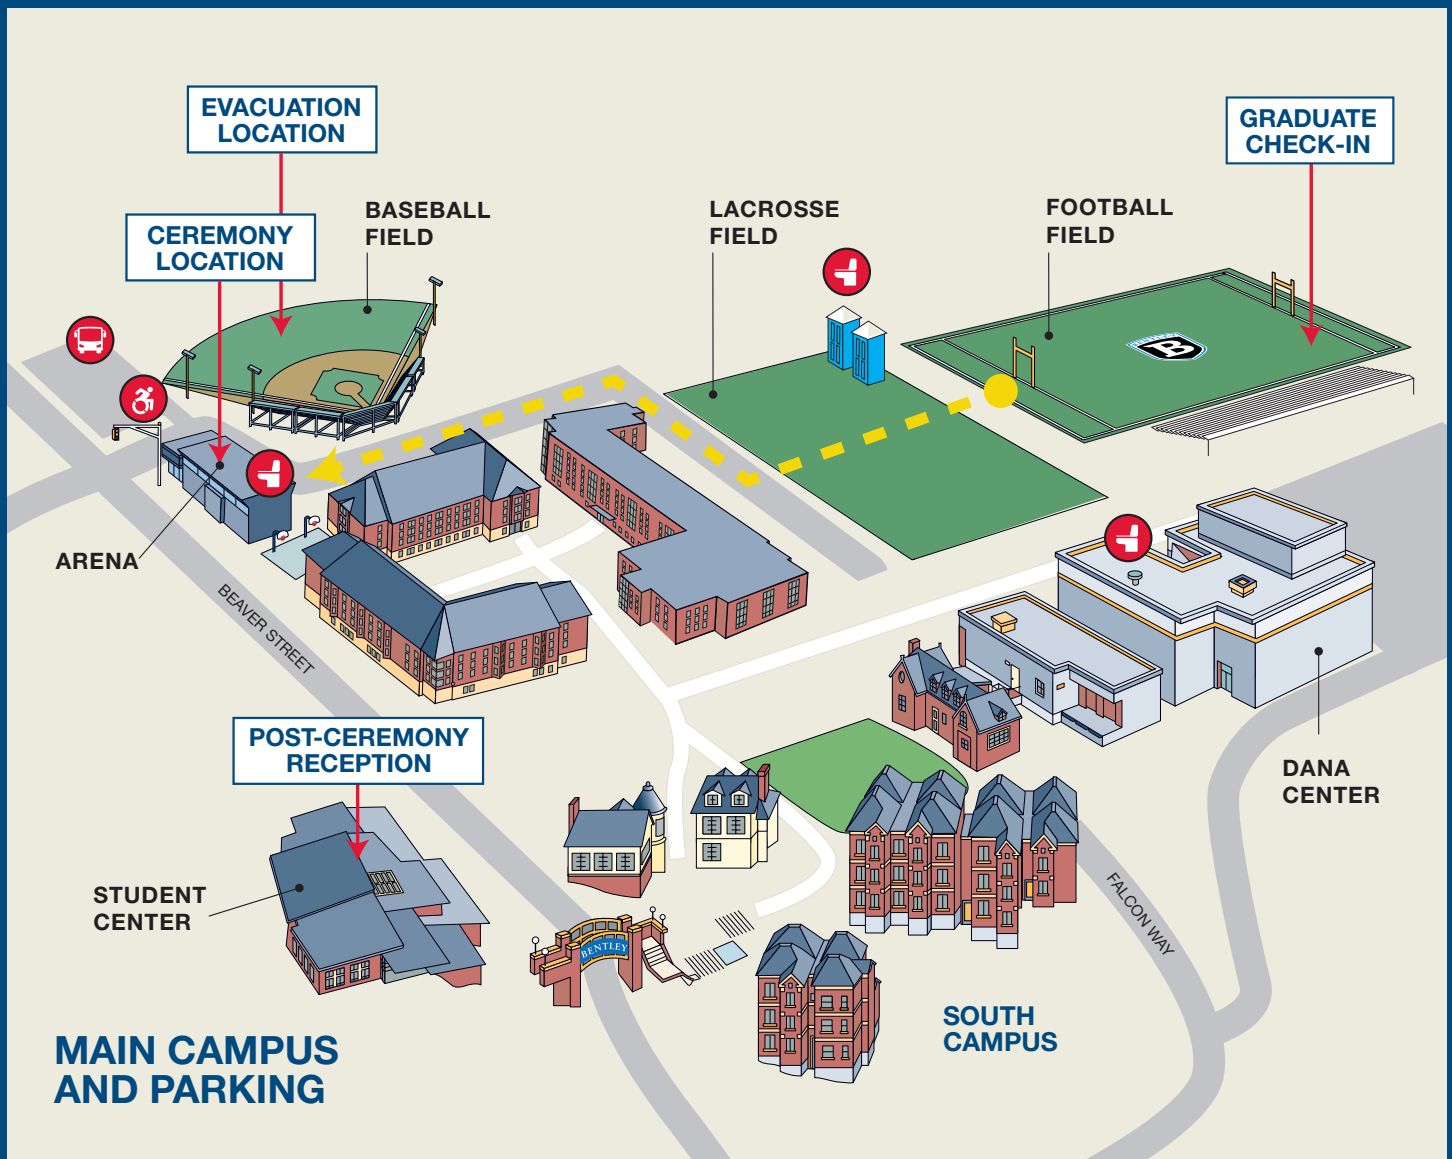 EVACUATION
LOCATION
GRADUATE
CHECK-IN
CEREMONY
LOCATION
BASEBALL
FIELD
LACROSSE
FIELD
FOOTBALL
FIELD
B
ARENA
BEAVER STREET
POST-CEREMONY
RECEPTION
DANA
CENTER
STUDENT
CENTER
FALCON WAY
BENTLEY
SOUTH
CAMPUS
MAIN CAMPUS
AND PARKING